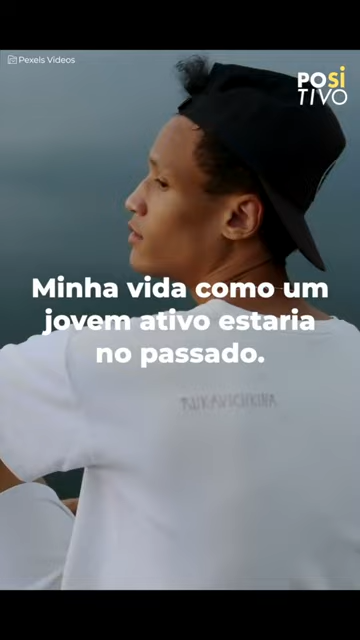 Pexels Videos
POSI
TIVO
Minha vida como um
jovem ativo estaria
no passado.